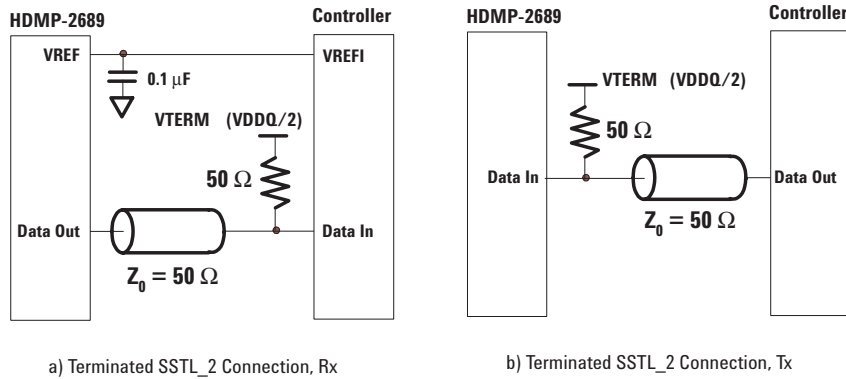 HDMP-2689
Controller
VREF
VREFI
0.1 μF
VTERM (VDDQ/2)
50 Ω
Data Out
Data In
Z0 = 50 Ω
a) Terminated SSTL_2 Connection, Rx
HDMP-2689
Controller
VTERM (VDDQ/2)
50 Ω
Data In
Data Out
Z0 = 50 Ω
b) Terminated SSTL_2 Connection, Tx